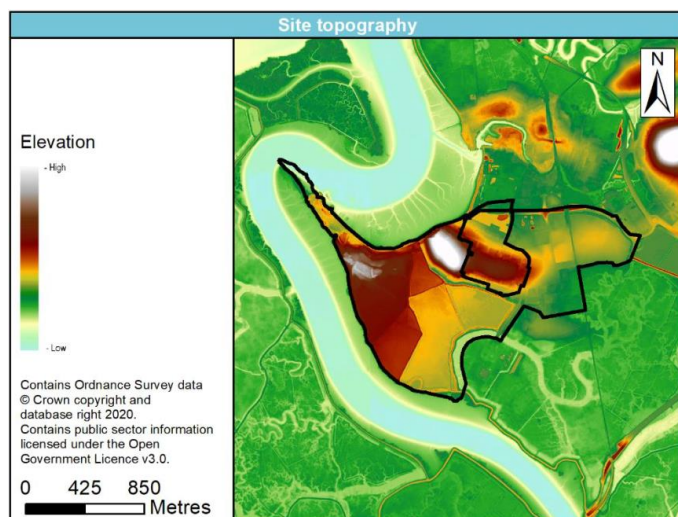 Site topography
N
Elevation
- High
- Low
Contains Ordnance Survey data
© Crown copyright and
database right 2020.
Contains public sector information
licensed under the Open
Government Licence v3.0.
0 425 850
Metres